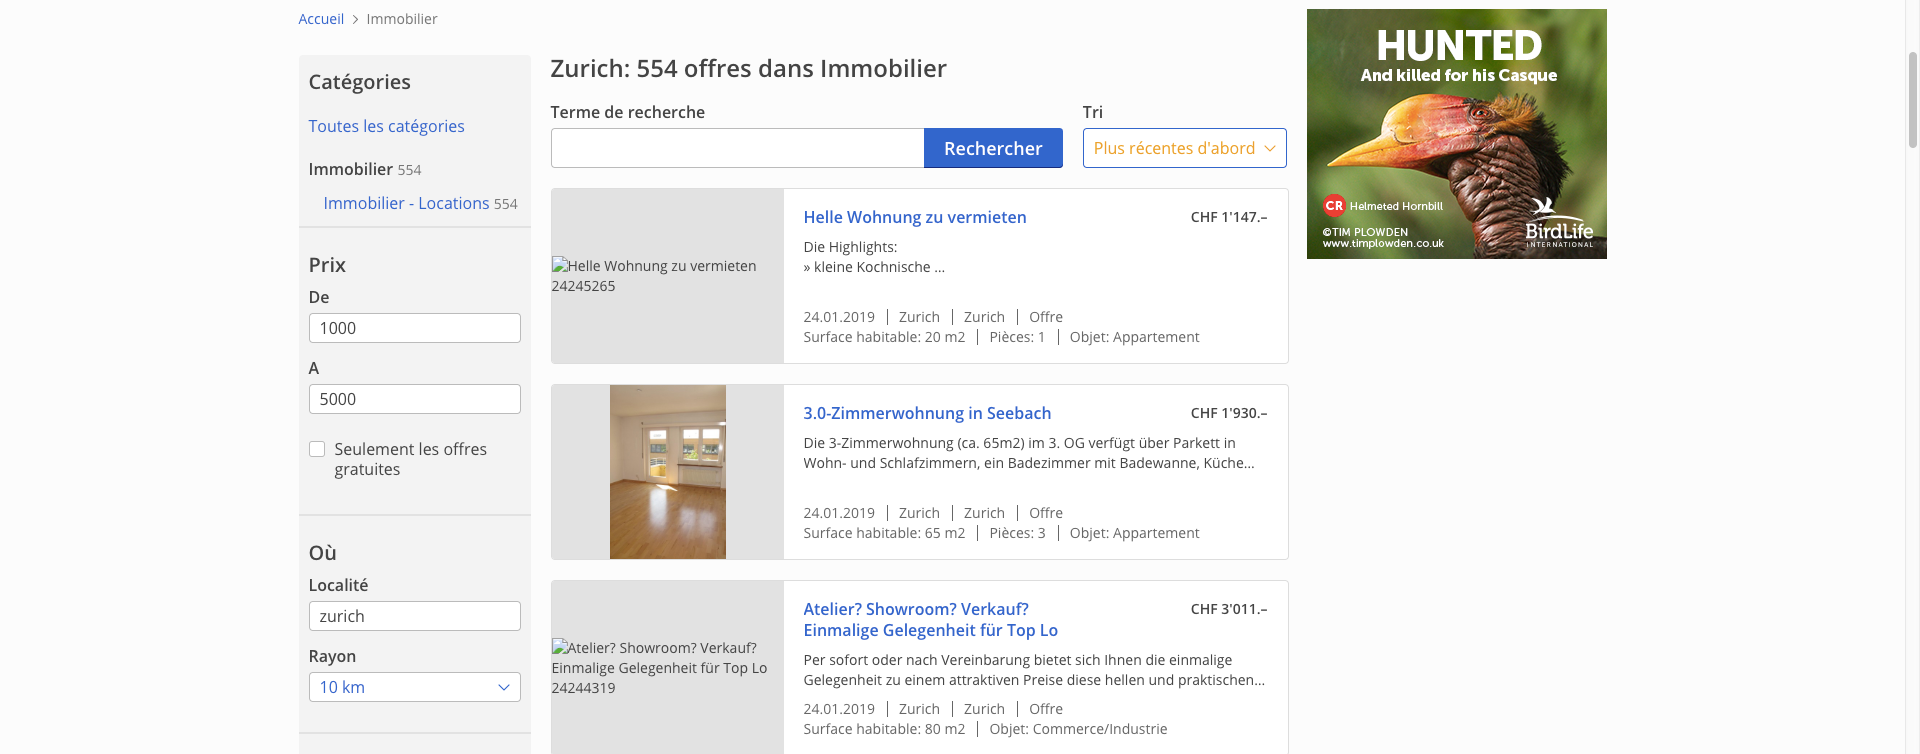 Accueil > Immobilier
Catégories
Toutes les catégories
Immobilier 554
Immobilier - Locations 554
Prix
De
1000
A
5000
Seulement les offres
gratuites
Où
Localité
zurich
Rayon
10 km
Zurich: 554 offres dans Immobilier
Terme de recherche
Rechercher
Tri
Plus récentes d'abord
Helle Wohnung zu vermieten
24245265
Helle Wohnung zu vermieten CHF 1'147.–
Die Highlights:
» kleine Kochnische ...
24.01.2019 | Zurich | Zurich | Offre
Surface habitable: 20 m2 | Pièces: 1 | Objet: Appartement
3.0-Zimmerwohnung in Seebach CHF 1'930.–
Die 3-Zimmerwohnung (ca. 65m2) im 3. OG verfügt über Parkett in
Wohn- und Schlafzimmern, ein Badezimmer mit Badewanne, Küche...
24.01.2019 | Zurich | Zurich | Offre
Surface habitable: 65 m2 | Pièces: 3 | Objet: Appartement
Atelier? Showroom? Verkauf?
Einmalige Gelegenheit für Top Lo
24244319
Atelier? Showroom? Verkauf? CHF 3'011.–
Einmalige Gelegenheit für Top Lo
Per sofort oder nach Vereinbarung bietet sich Ihnen die einmalige
Gelegenheit zu einem attraktiven Preise diese hellen und praktischen...
24.01.2019 | Zurich | Zurich | Offre
Surface habitable: 80 m2 | Objet: Commerce/Industrie
HUNTED
And killed for his Casque
CR Helmeted Hornbill
©TIM PLOWDEN
www.timplowden.co.uk
BirdLife
INTERNATIONAL